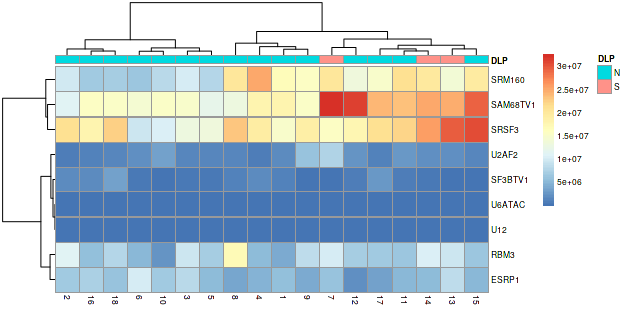 DLP
SRM160
SAM68TV1
SRSF3
U2AF2
SF3BTV1
U6ATAC
U12
RBM3
ESRP1
2 16 18 6 10 3 5 8 4 1 9 7 12 17 11 14 13 15
3e+07
2.5e+07
2e+07
1.5e+07
1e+07
5e+06
DLP
N
S